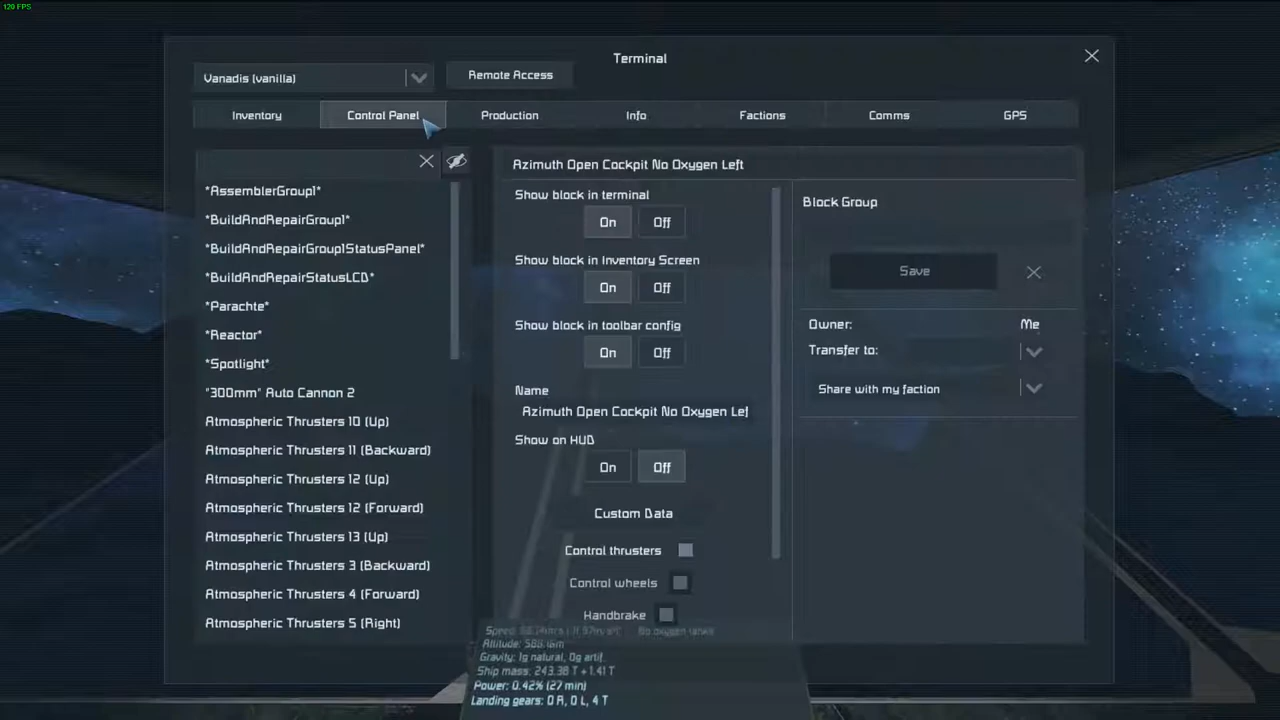 120 FPS
Terminal
Vanadis (vanilla)
Remote Access
Inventory
Control Panel
Production
Info
Factions
Comms
GPS
*AssemblerGroup1*
*BuildAndRepairGroup1*
*BuildAndRepairGroup1StatusPanel*
*BuildAndRepairStatusLCD*
*Parachte*
*Reactor*
*Spotlight*
"300mm" Auto Cannon 2
Atmospheric Thrusters 10 (Up)
Atmospheric Thrusters 11 (Backward)
Atmospheric Thrusters 12 (Up)
Atmospheric Thrusters 12 (Forward)
Atmospheric Thrusters 13 (Up)
Atmospheric Thrusters 3 (Backward)
Atmospheric Thrusters 4 (Forward)
Atmospheric Thrusters 5 (Right)
Azimuth Open Cockpit No Oxygen Left
Show block in terminal
On Off
Show block in Inventory Screen
On Off
Show block in toolbar config
On Off
Name
Azimuth Open Cockpit No Oxygen Lef
Show on HUD
On Off
Custom Data
Control thrusters
Control wheels
Handbrake
Block Group
Save
Owner: Me
Transfer to:
Share with my faction
Speed: No oxygen tanks
Altitude:
Gravity: 1g natural, 0g artif.
Ship mass: 243.38 T + 1.41 T
Power: 0.42% (27 min)
Landing gears: 0 R, 0 L, 4 T